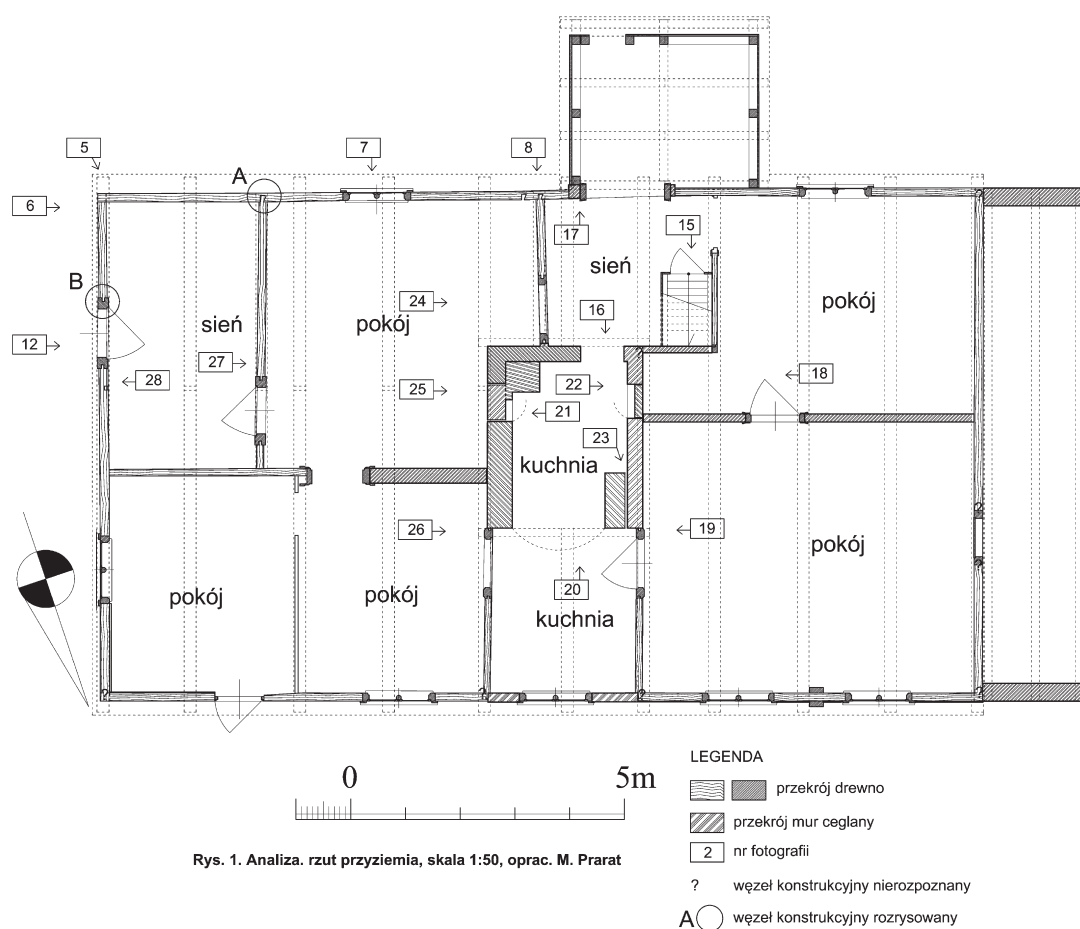 5
7
8
A
6
17
15
sień
B
24
16
pokój
12
sień
pokój
27
28
25
22
18
21
23
kuchnia
26
19
pokój
20
pokój
pokój
kuchnia
0 5m
LEGENDA
przekrój drewno
przekrój mur ceglany
2 nr fotografii
? węzeł konstrukcyjny nierozpoznany
A węzeł konstrukcyjny rozrysowany
Rys. 1. Analiza. rzut przyziemia, skala 1:50, oprac. M. Prarat